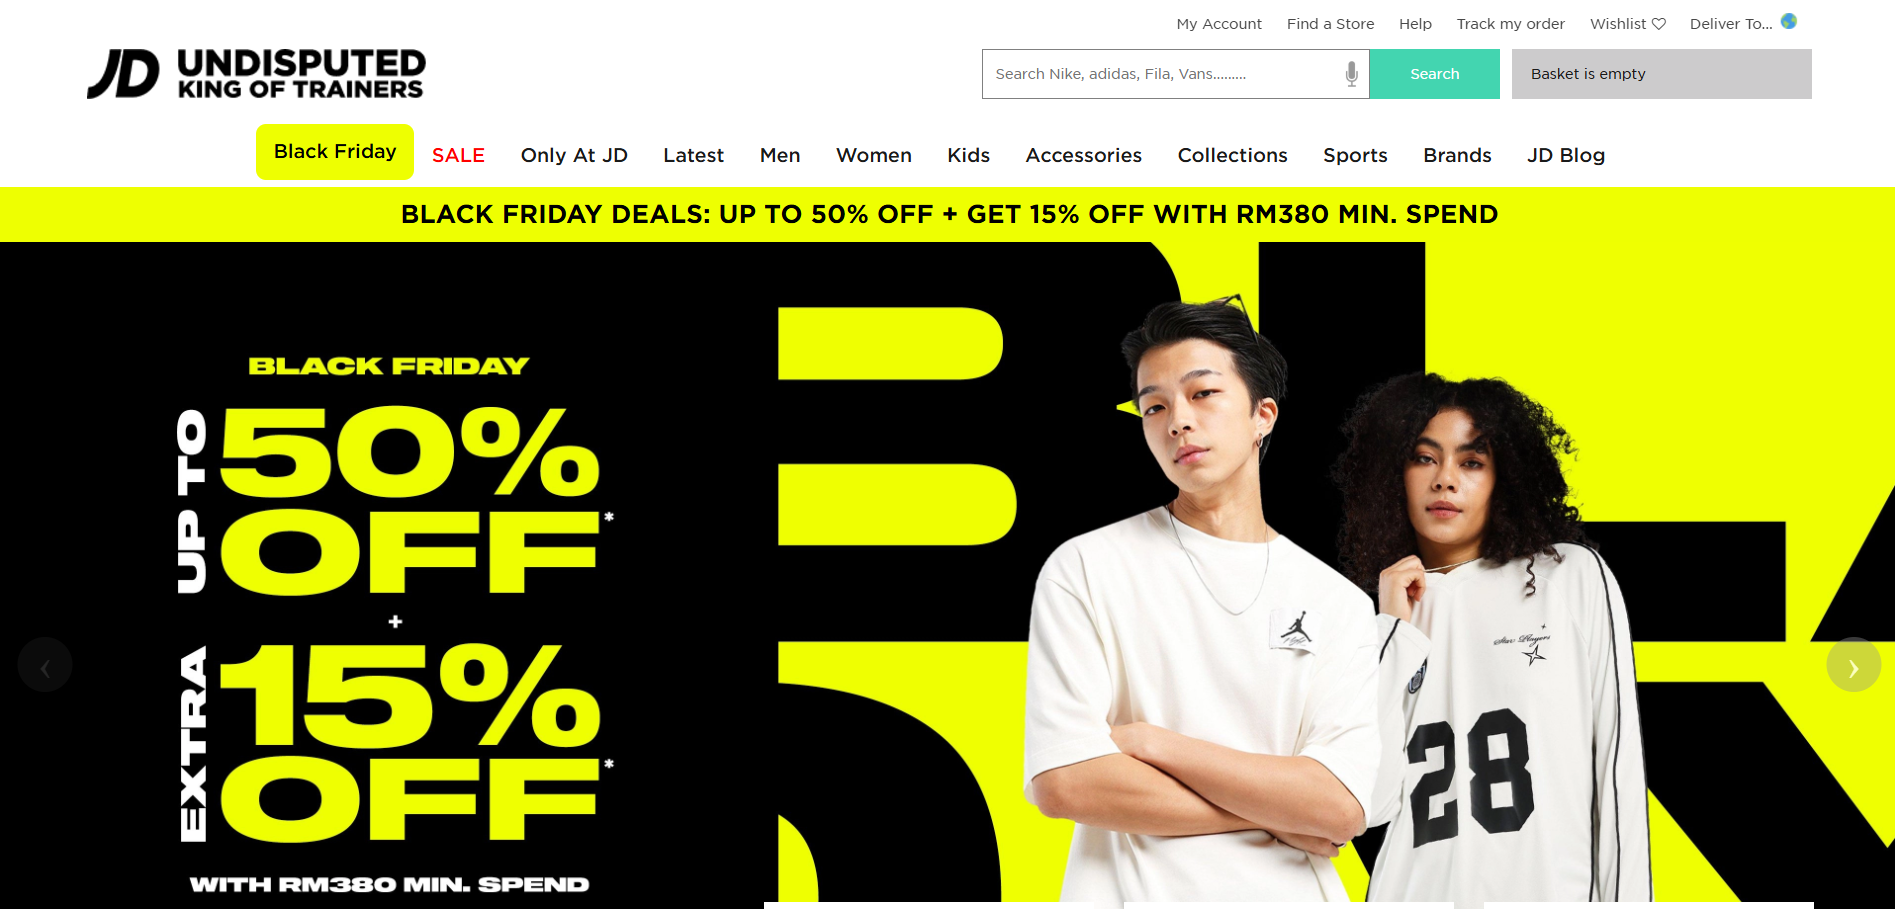 My Account Find a Store Help Track my order Wishlist Deliver To...
JD UNDISPUTED
KING OF TRAINERS
Search Nike, adidas, Fila, Vans.........
Search
Basket is empty
Black Friday SALE Only At JD Latest Men Women Kids Accessories Collections Sports Brands JD Blog
BLACK FRIDAY DEALS: UP TO 50% OFF + GET 15% OFF WITH RM380 MIN. SPEND
BLACK FRIDAY
UP TO
50%
OFF*
+
EXTRA
15%
OFF*
WITH RM380 MIN. SPEND
Star Players
28